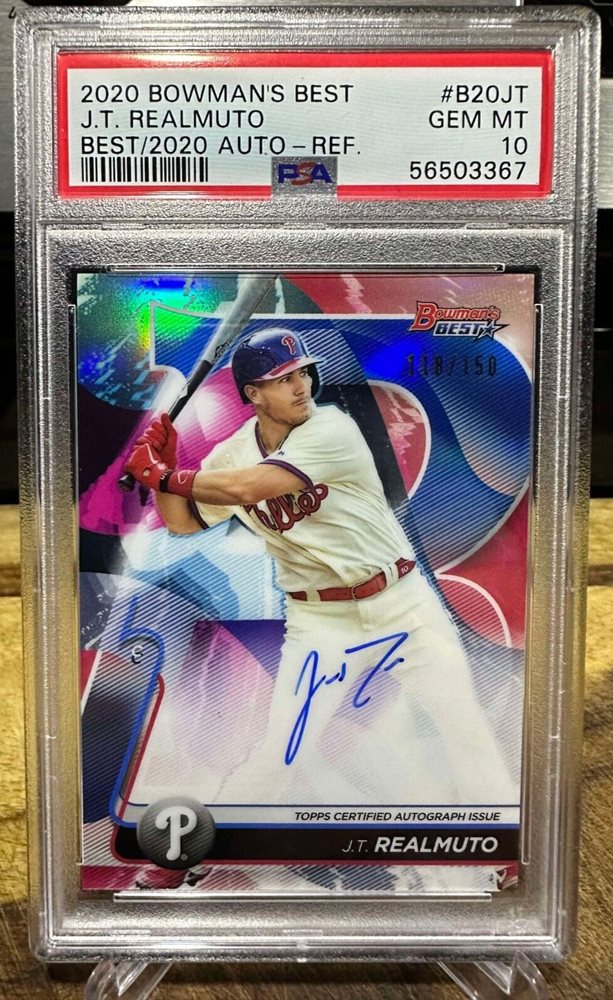 2020 BOWMAN'S BEST #B20JT
J.T. REALMUTO GEM MT
BEST/2020 AUTO-REF. 10
PSA 56503367
Bowman's
BEST
118/150
P
Phillies
TOPPS CERTIFIED AUTOGRAPH ISSUE
P
J.T. REALMUTO